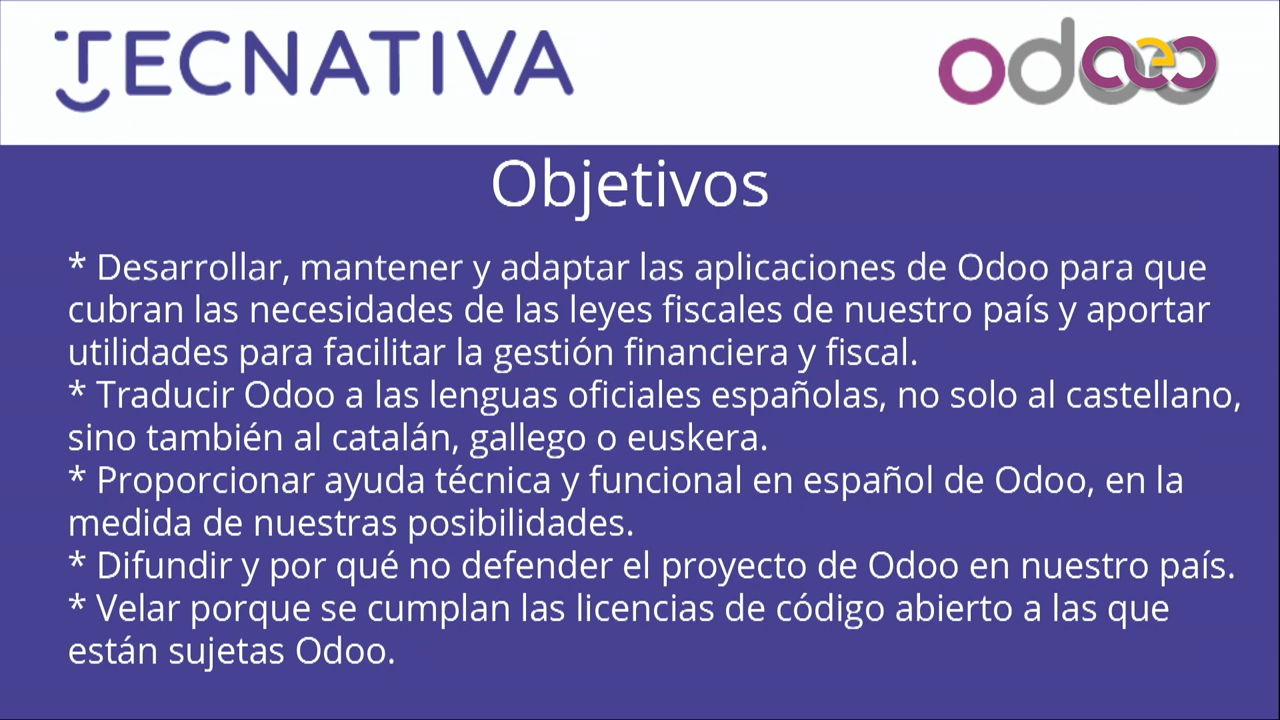 TECNATIVA
odoo
aeo
Objetivos
* Desarrollar, mantener y adaptar las aplicaciones de Odoo para que
cubran las necesidades de las leyes fiscales de nuestro país y aportar
utilidades para facilitar la gestión financiera y fiscal.
* Traducir Odoo a las lenguas oficiales españolas, no solo al castellano,
sino también al catalán, gallego o euskera.
* Proporcionar ayuda técnica y funcional en español de Odoo, en la
medida de nuestras posibilidades.
* Difundir y por qué no defender el proyecto de Odoo en nuestro país.
* Velar porque se cumplan las licencias de código abierto a las que
están sujetas Odoo.